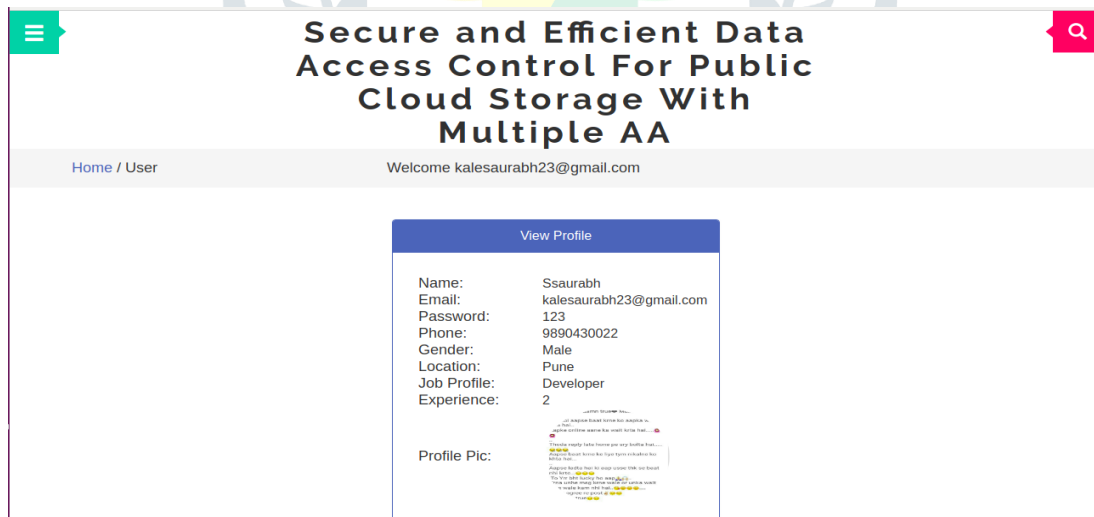 Secure and Efficient Data
Access Control For Public
Cloud Storage With
Multiple AA
Home / User
Welcome kalesaurabh23@gmail.com
View Profile
Name: Ssaurabh
Email: kalesaurabh23@gmail.com
Password: 123
Phone: 9890430022
Gender: Male
Location: Pune
Job Profile: Developer
Experience: 2
Profile Pic: